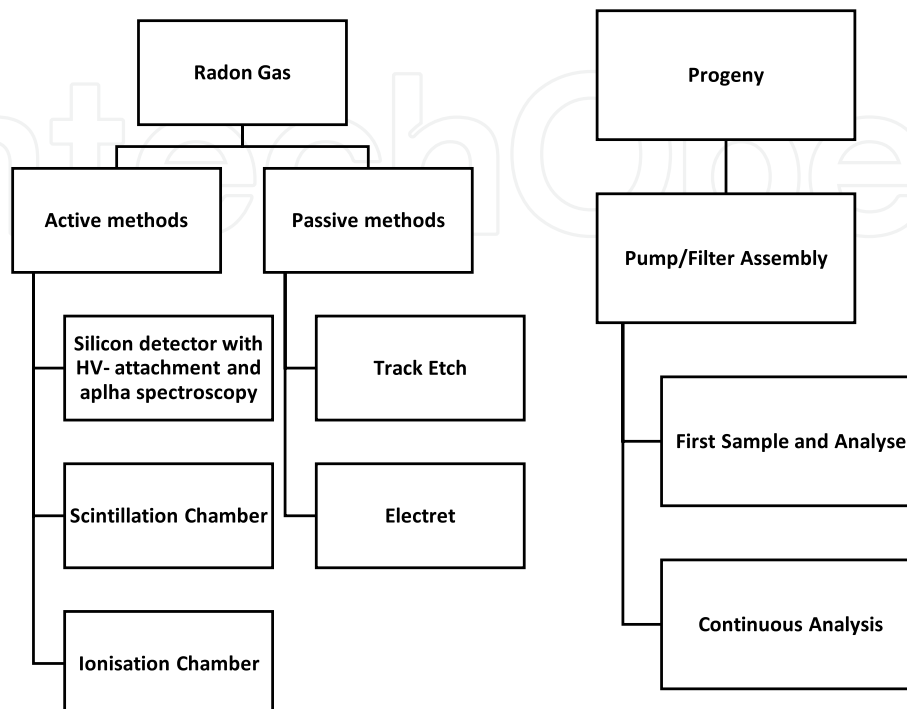 Radon Gas
Active methods
Passive methods
Silicon detector with
HV- attachment and
aplha spectroscopy
Track Etch
Scintillation Chamber
Electret
Ionisation Chamber
Progeny
Pump/Filter Assembly
First Sample and Analyse
Continuous Analysis